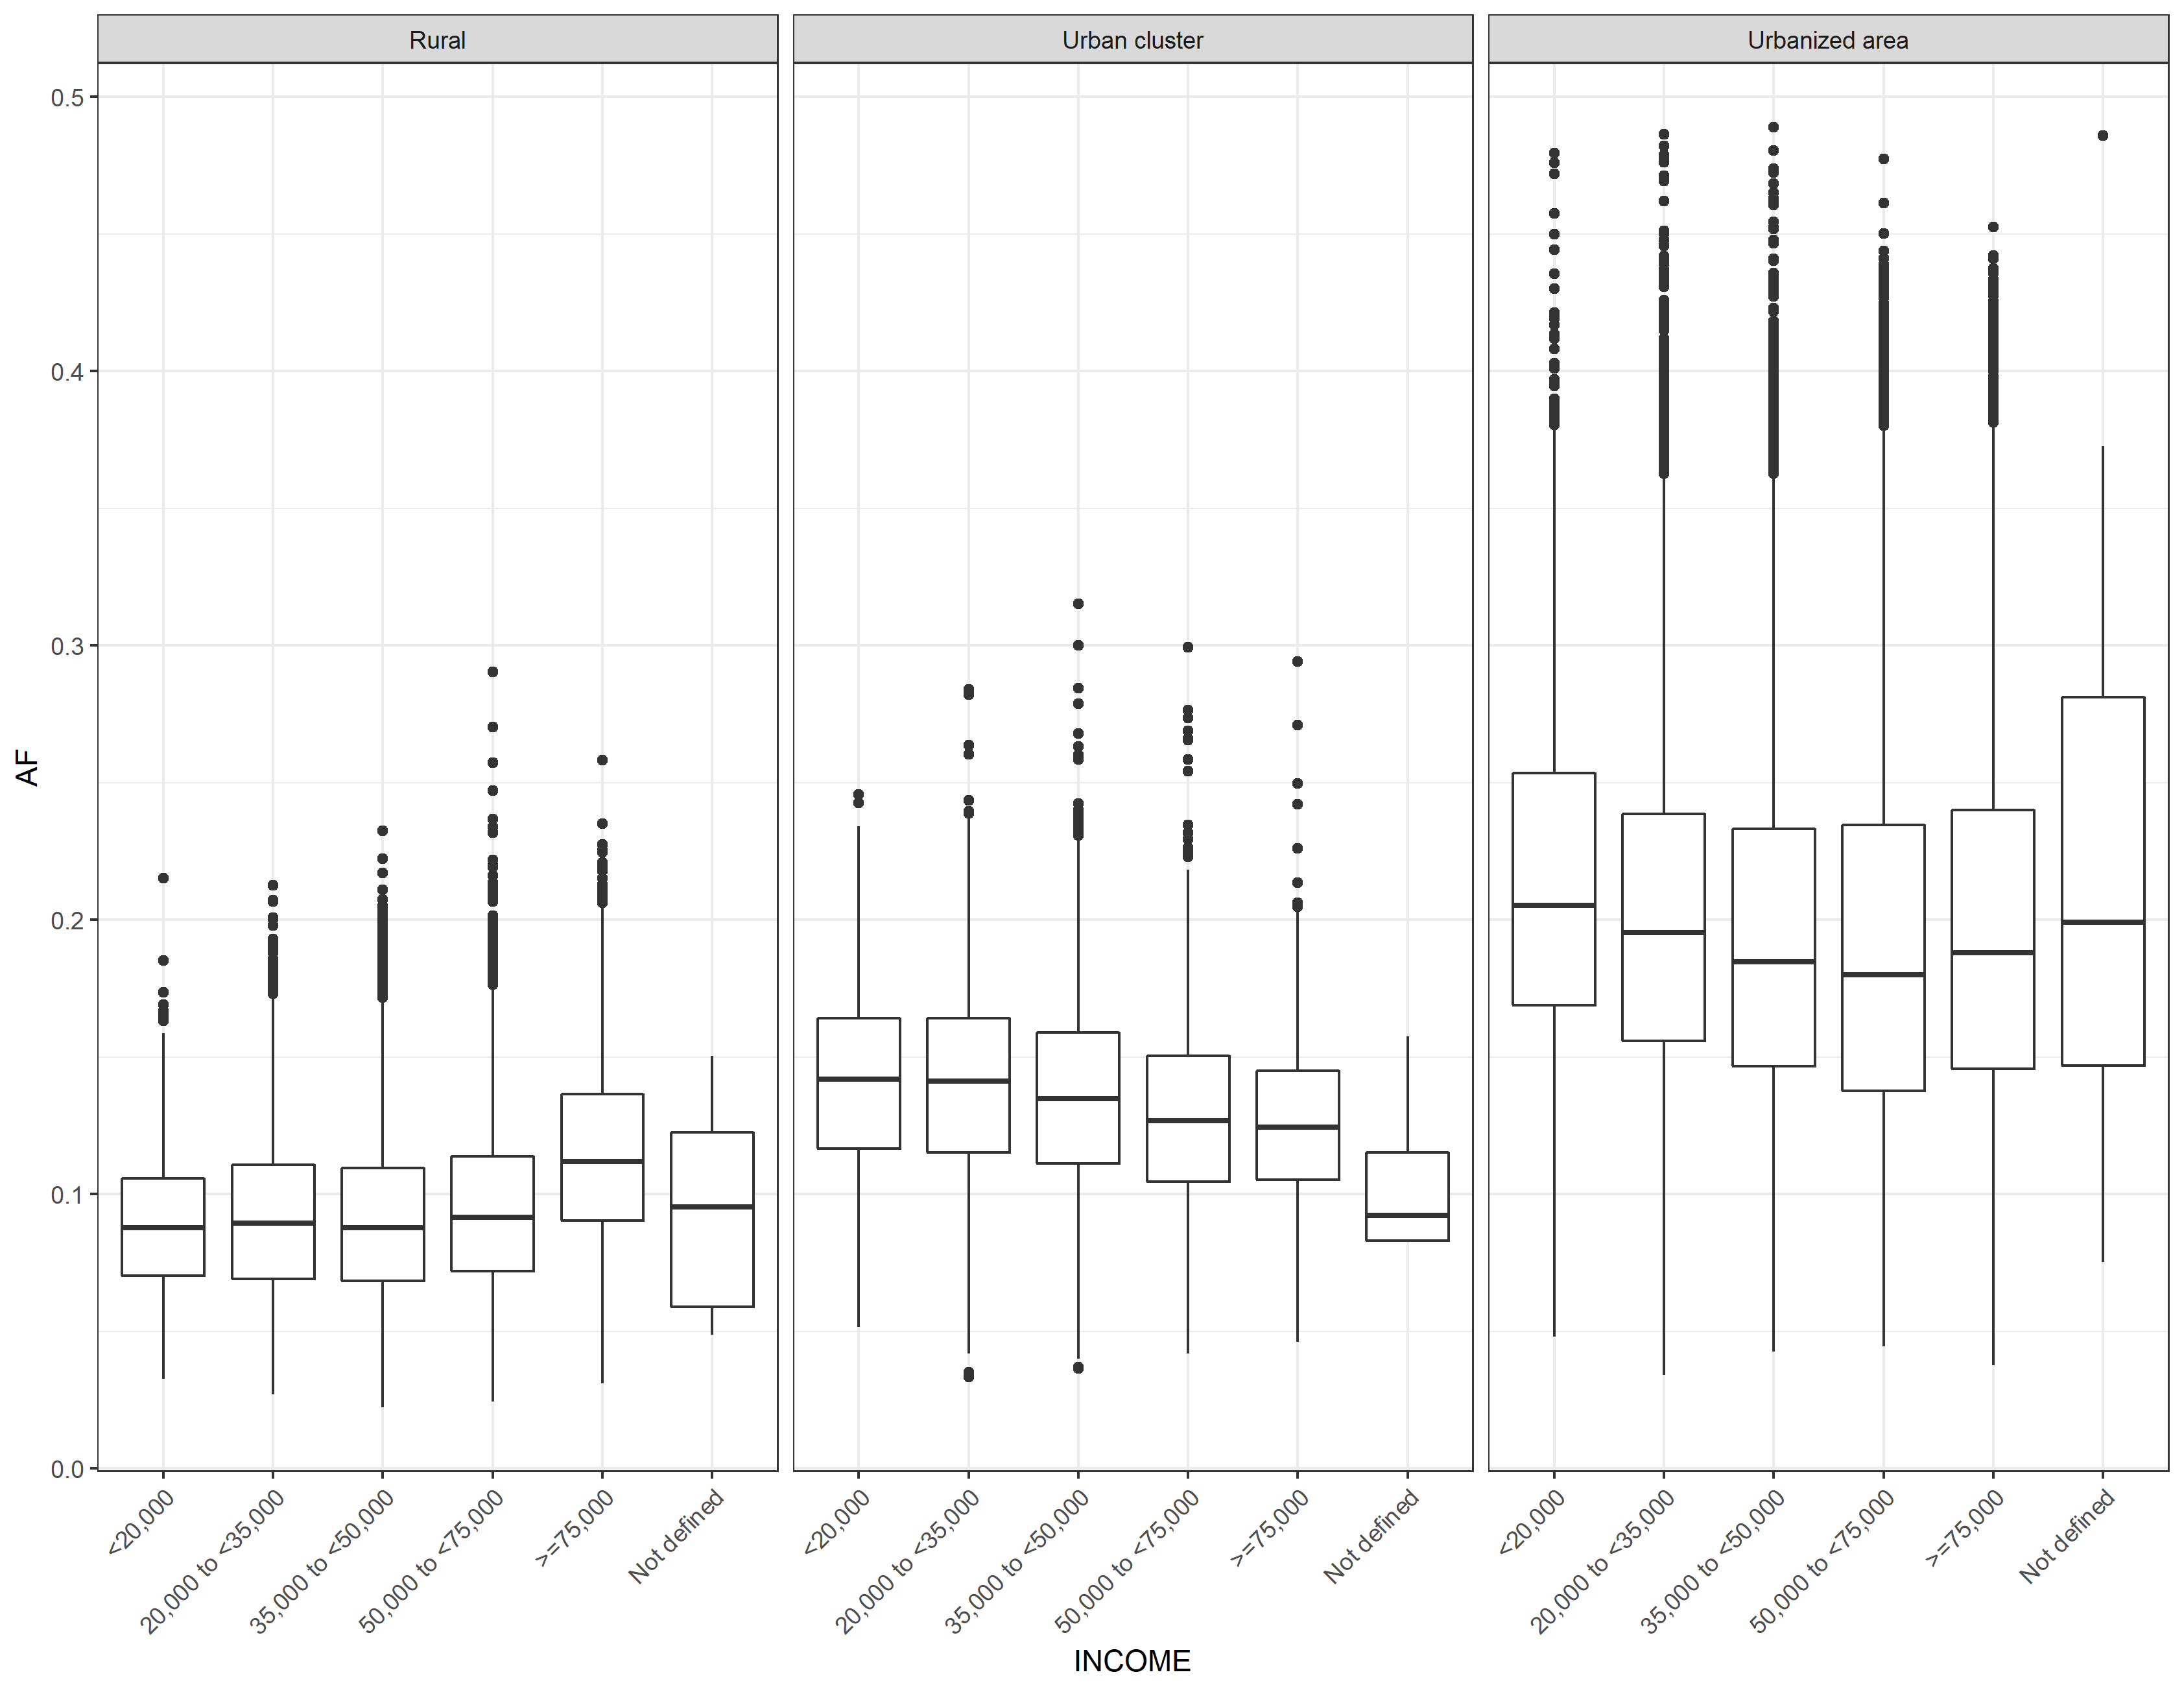 Rural
Urban cluster
Urbanized area
0.5
0.4
0.3
0.2
0.1
0.0
AF
<20,000
20,000 to <35,000
35,000 to <50,000
50,000 to <75,000
>=75,000
Not defined
<20,000
20,000 to <35,000
35,000 to <50,000
50,000 to <75,000
>=75,000
Not defined
<20,000
20,000 to <35,000
35,000 to <50,000
50,000 to <75,000
>=75,000
Not defined
INCOME